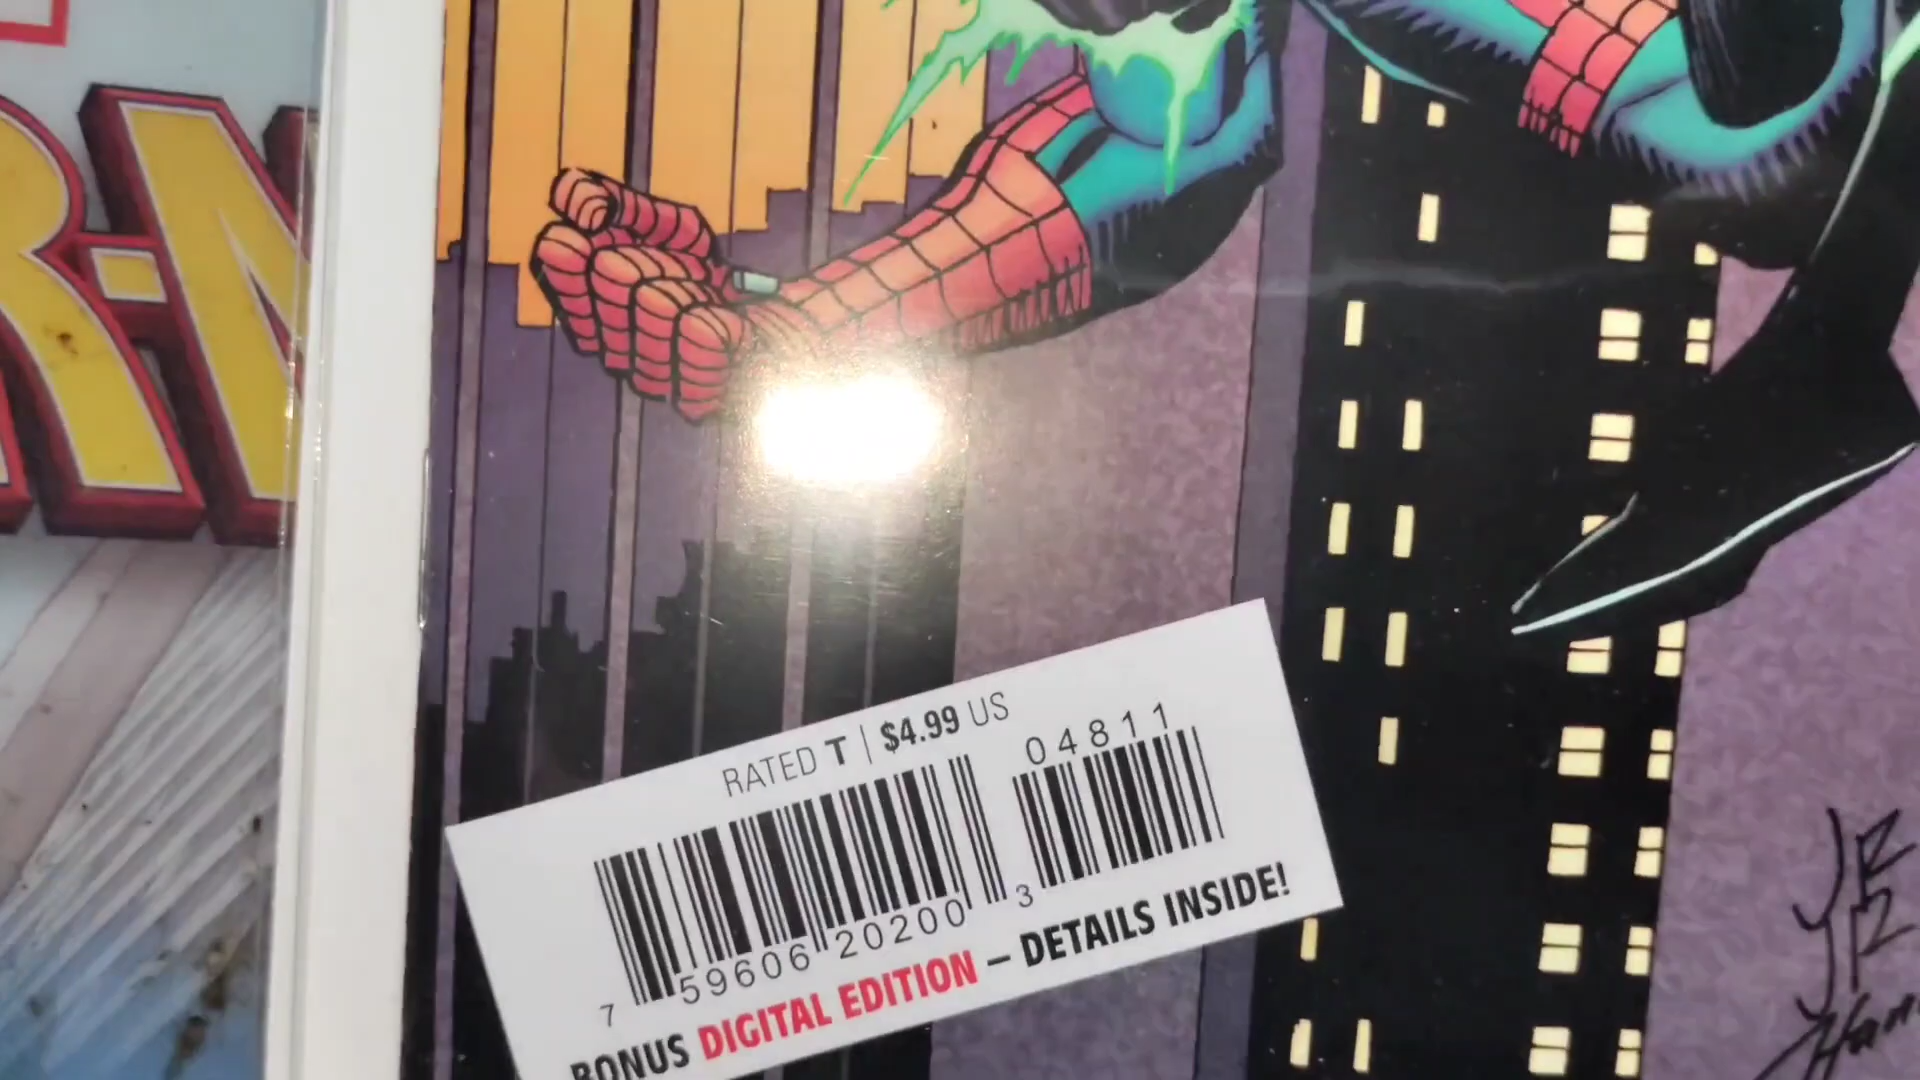 R-M
RATED T | $4.99 US
04811
7 59606 20200 3
BONUS DIGITAL EDITION – DETAILS INSIDE!